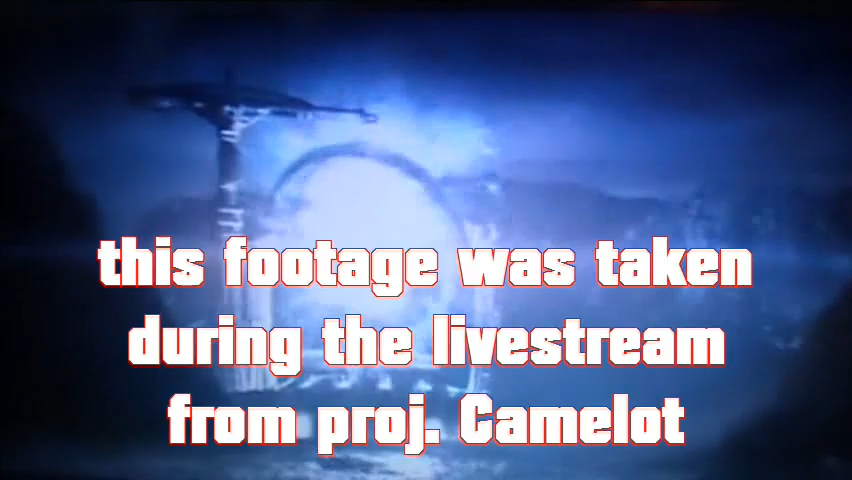 this footage was taken
during the livestream
from proj. Camelot